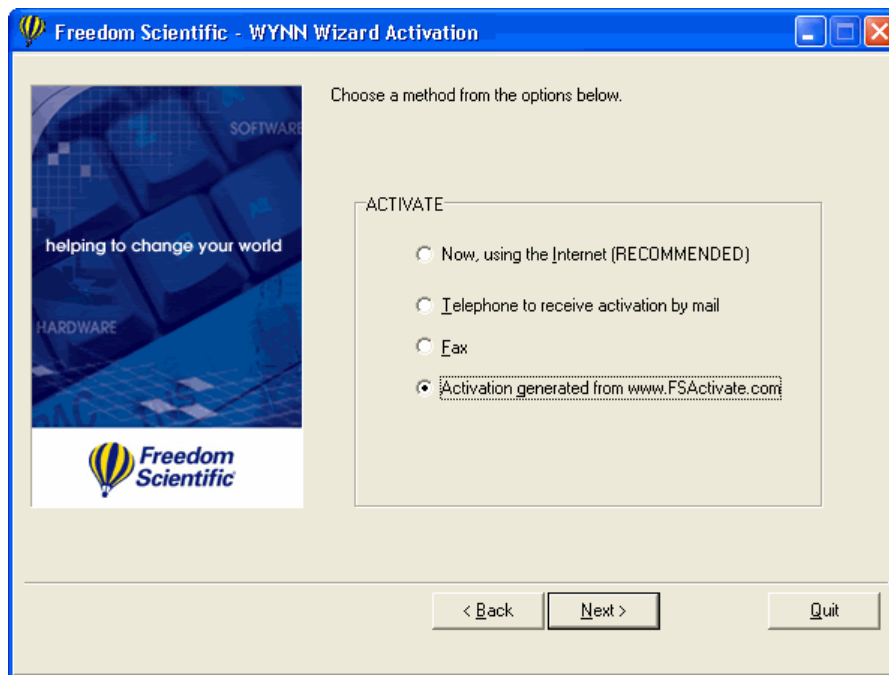 Freedom Scientific - WYNN Wizard Activation
Choose a method from the options below.
SOFTWARE
helping to change your world
HARDWARE
Freedom
Scientific
ACTIVATE
Now, using the Internet (RECOMMENDED)
Telephone to receive activation by mail
Fax
Activation generated from www.FSActivate.com
< Back
Next >
Quit